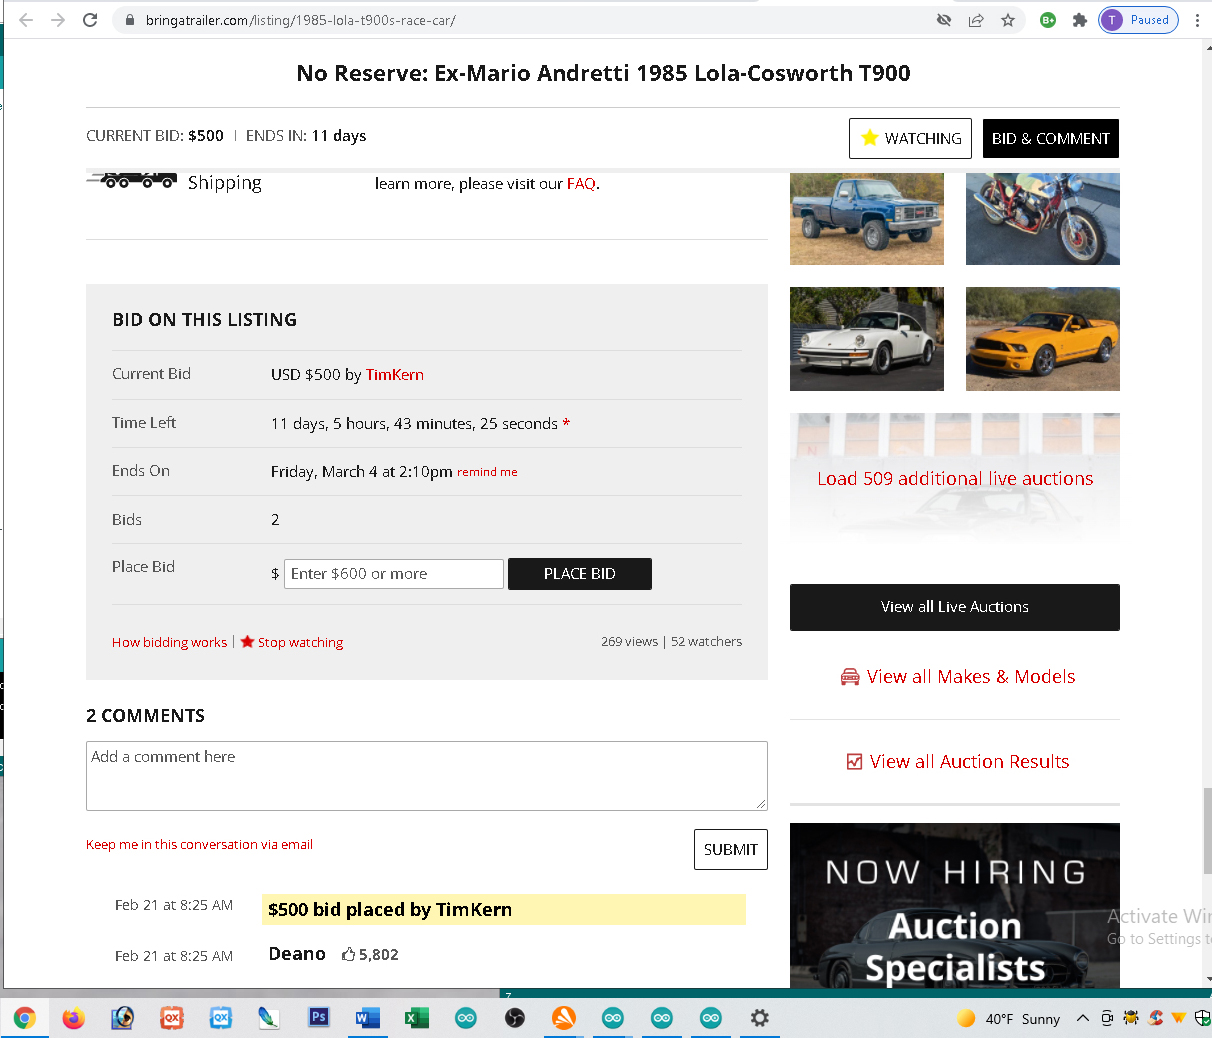 bringatrailer.com/listing/1985-lola-t900s-race-car/
B+
T Paused
No Reserve: Ex-Mario Andretti 1985 Lola-Cosworth T900
CURRENT BID: $500 | ENDS IN: 11 days
WATCHING
BID & COMMENT
Shipping
learn more, please visit our FAQ.
BID ON THIS LISTING
Current Bid
USD $500 by TimKern
Time Left
11 days, 5 hours, 43 minutes, 25 seconds *
Ends On
Friday, March 4 at 2:10pm remind me
Bids
2
Place Bid
$ Enter $600 or more
PLACE BID
How bidding works | Stop watching
269 views | 52 watchers
2 COMMENTS
Add a comment here
Keep me in this conversation via email
SUBMIT
Feb 21 at 8:25 AM
$500 bid placed by TimKern
Feb 21 at 8:25 AM
Deano 5,802
Load 509 additional live auctions
View all Live Auctions
View all Makes & Models
View all Auction Results
NOW HIRING
Auction
Specialists
Activate Win
Go to Settings t
7
QX
QX
Ps
W
X
40°F Sunny